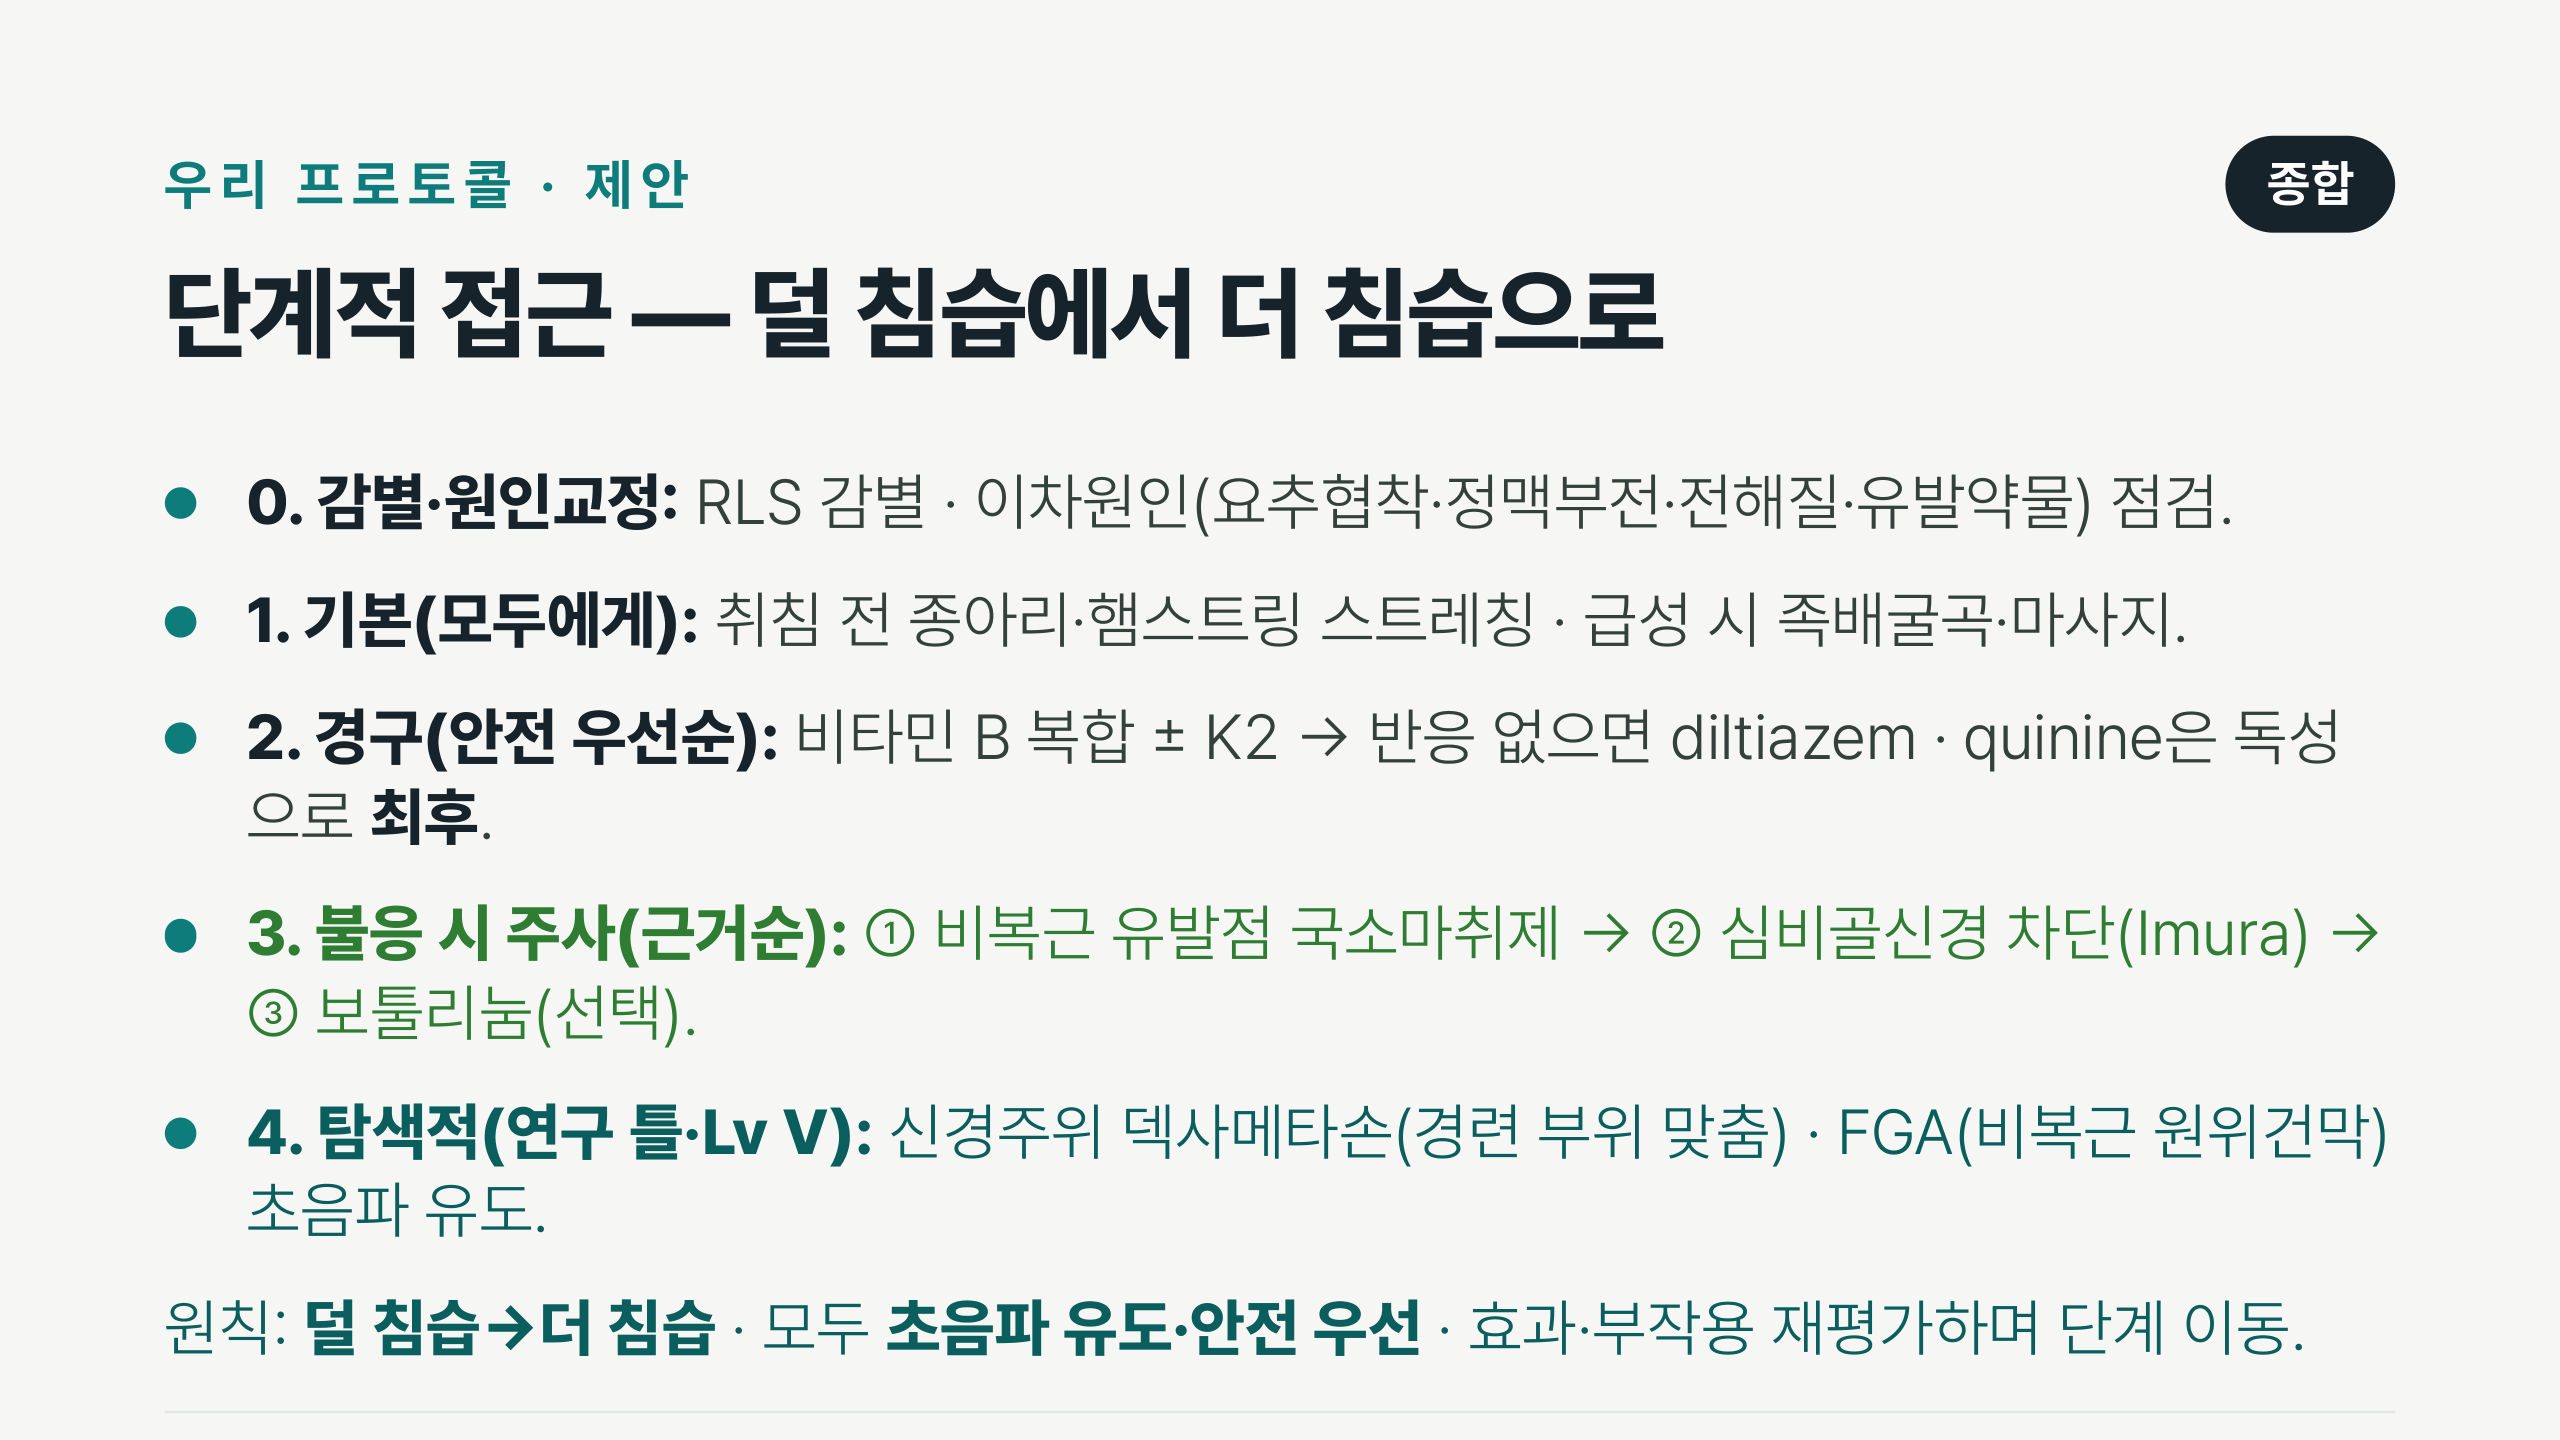 우리 프로토콜 · 제안
종합
단계적 접근 — 덜 침습에서 더 침습으로
0. 감별·원인교정: RLS 감별 · 이차원인(요추협착·정맥부전·전해질·유발약물) 점검.
1. 기본(모두에게): 취침 전 종아리·햄스트링 스트레칭 · 급성 시 족배굴곡·마사지.
2. 경구(안전 우선순): 비타민 B 복합 ± K2 → 반응 없으면 diltiazem · quinine은 독성
으로 최후.
3. 불응 시 주사(근거순): ① 비복근 유발점 국소마취제 → ② 심비골신경 차단(Imura) →
③ 보툴리눔(선택).
4. 탐색적(연구 틀·Lv V): 신경주위 덱사메타손(경련 부위 맞춤) · FGA(비복근 원위건막)
초음파 유도.
원칙: 덜 침습→더 침습 · 모두 초음파 유도·안전 우선 · 효과·부작용 재평가하며 단계 이동.